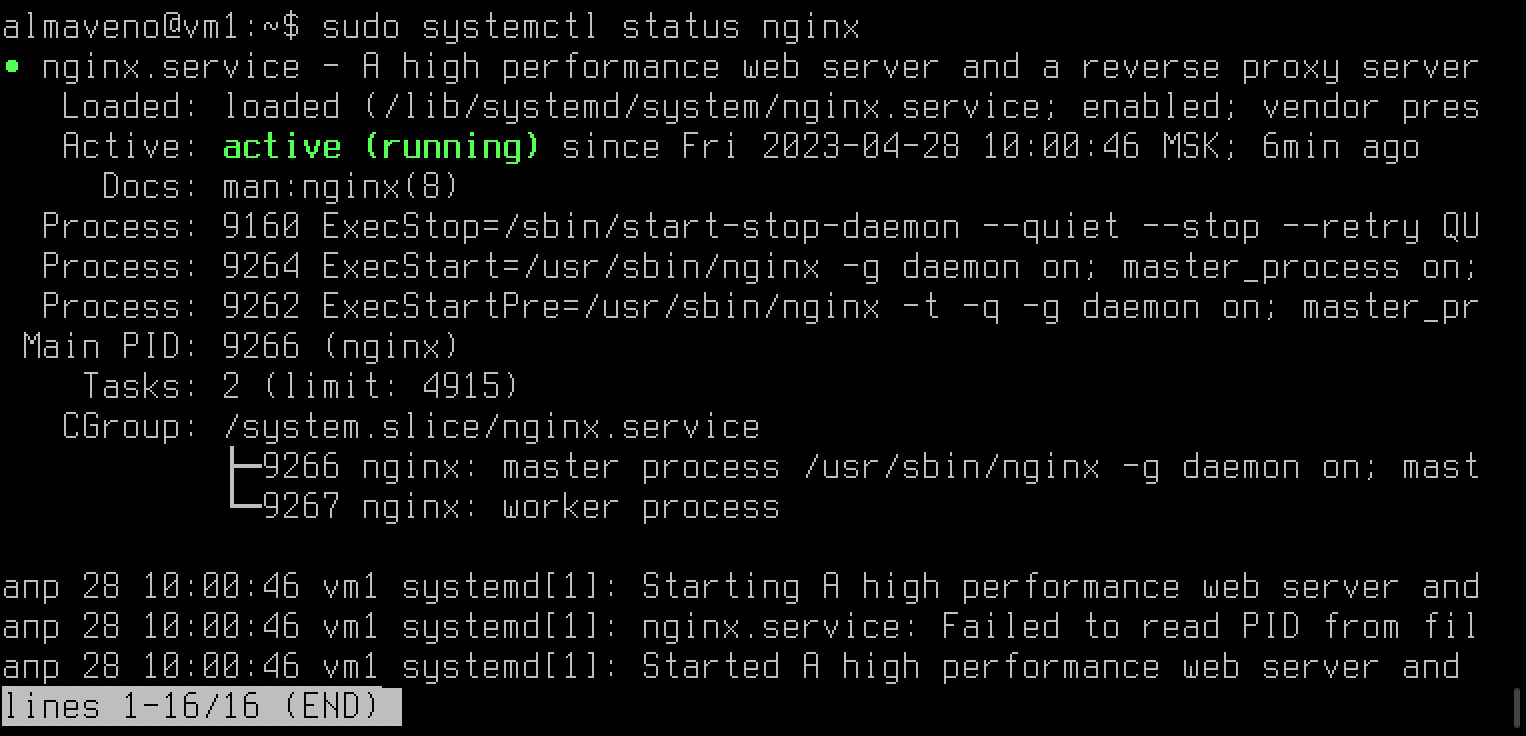 almaveno@vm1:~$ sudo systemctl status nginx
● nginx.service - A high performance web server and a reverse proxy server
   Loaded: loaded (/lib/systemd/system/nginx.service; enabled; vendor pres
   Active: active (running) since Fri 2023-04-28 10:00:46 MSK; 6min ago
     Docs: man:nginx(8)
  Process: 9160 ExecStop=/sbin/start-stop-daemon --quiet --stop --retry QU
  Process: 9264 ExecStart=/usr/sbin/nginx -g daemon on; master_process on;
  Process: 9262 ExecStartPre=/usr/sbin/nginx -t -q -g daemon on; master_pr
 Main PID: 9266 (nginx)
    Tasks: 2 (limit: 4915)
   CGroup: /system.slice/nginx.service
           ├─9266 nginx: master process /usr/sbin/nginx -g daemon on; mast
           └─9267 nginx: worker process
апр 28 10:00:46 vm1 systemd[1]: Starting A high performance web server and
апр 28 10:00:46 vm1 systemd[1]: nginx.service: Failed to read PID from fil
апр 28 10:00:46 vm1 systemd[1]: Started A high performance web server and
lines 1-16/16 (END)